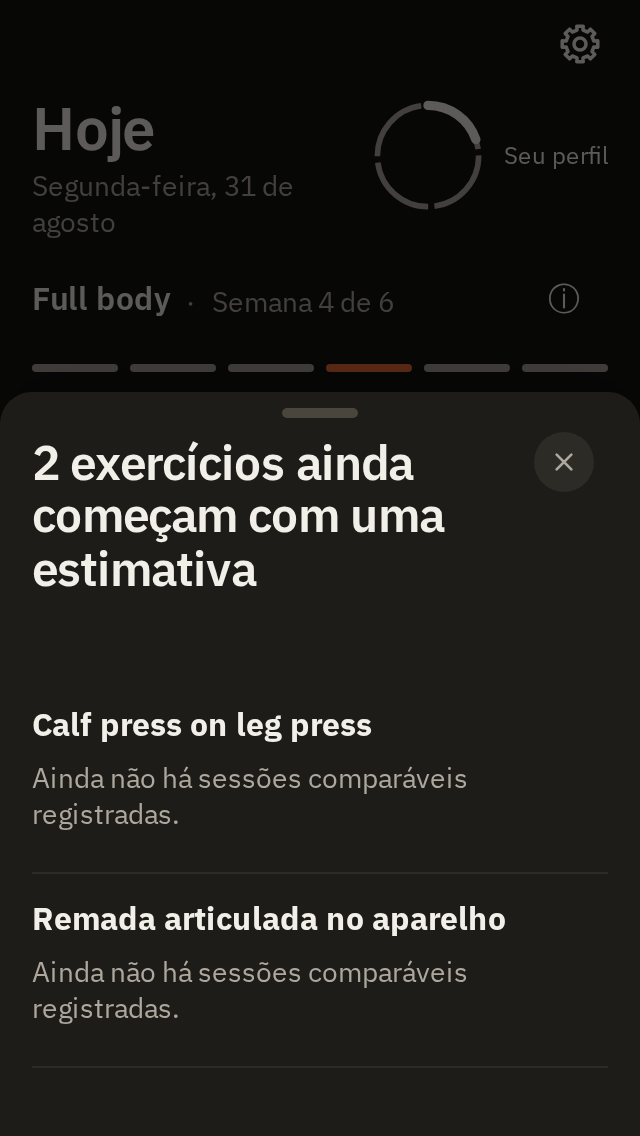 Hoje
Segunda-feira, 31 de
agosto
Seu perfil
Full body · Semana 4 de 6
2 exercícios ainda
começam com uma
estimativa
Calf press on leg press
Ainda não há sessões comparáveis
registradas.
Remada articulada no aparelho
Ainda não há sessões comparáveis
registradas.